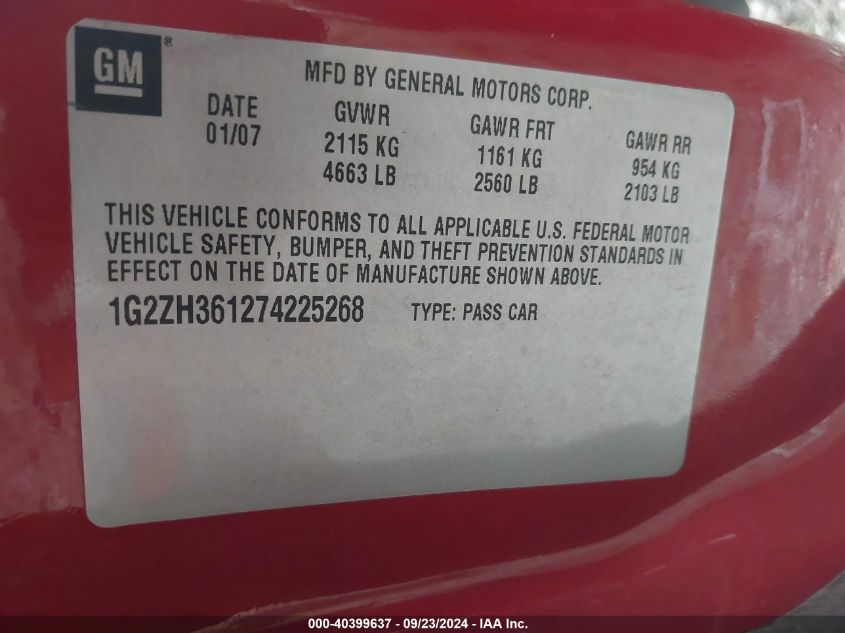 GM®
MFD BY GENERAL MOTORS CORP.
DATE GVWR GAWR FRT GAWR RR
01/07 2115 KG 1161 KG 954 KG
4663 LB 2560 LB 2103 LB
THIS VEHICLE CONFORMS TO ALL APPLICABLE U.S. FEDERAL MOTOR
VEHICLE SAFETY, BUMPER, AND THEFT PREVENTION STANDARDS IN
EFFECT ON THE DATE OF MANUFACTURE SHOWN ABOVE.
1G2ZH361274225268 TYPE: PASS CAR
000-40399637 - 09/23/2024 - IAA Inc.